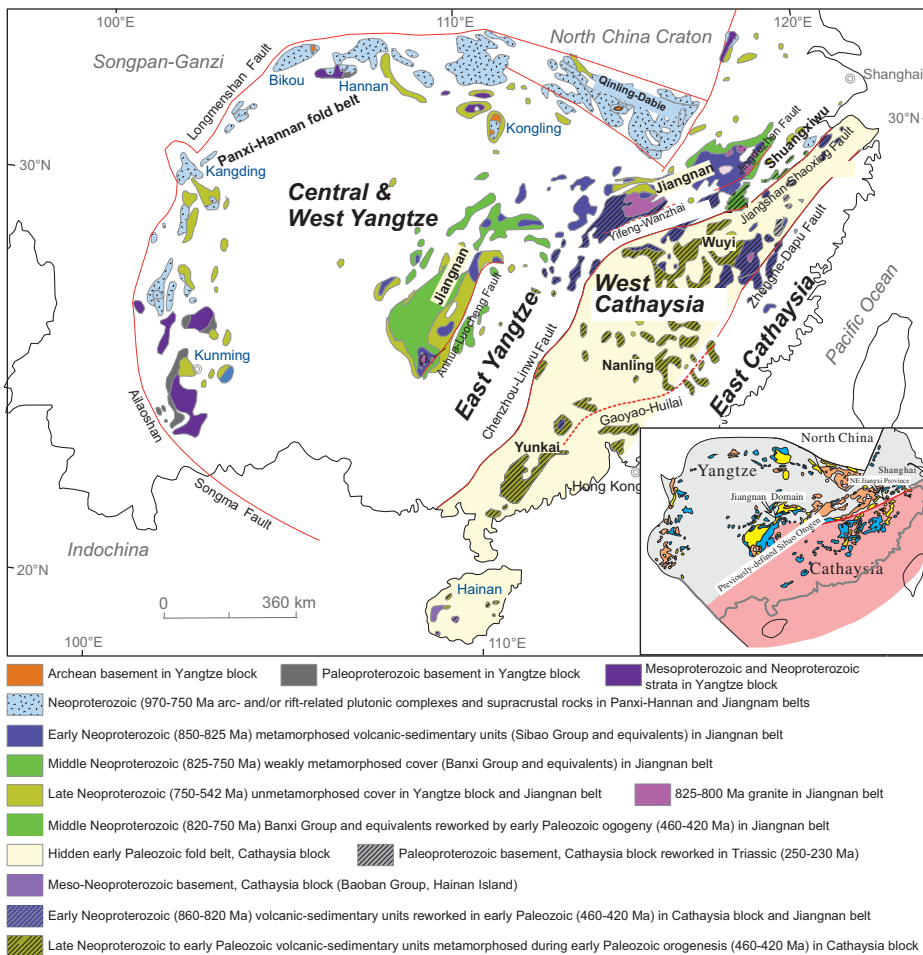 100°E
110°E
120°E
Songpan-Ganzi
North China Craton
Shanghai
Longmenshan Fault
Bikou
Hannan
Qinling-Dabie
Kongling
30°N
30°N
Panxi-Hannan fold belt
Kangding
Central &
West Yangtze
Jiangnan
Jingdezhen Fault
Shuangxiwu
Jiangshan-Shaoxing Fault
Yifeng-Wanzhai
Wuyi
Zhenghe-Dapu Fault
Jiangnan
Anhua-Luocheng Fault
West
Cathaysia
East Yangtze
Chenzhou-Linwu Fault
East Cathaysia
Pacific Ocean
Nanling
Kunming
Ailaoshan
Gaoyao-Huilai
Yunkai
Hong Kong
Songma Fault
Indochina
20°N
0
360 km
Hainan
100°E
110°E
North China
Yangtze
Shanghai
NE Jiangxi Province
Jiangnan Domain
Previously-defined Sibao Orogen
Cathaysia
Archean basement in Yangtze block
Paleoproterozoic basement in Yangtze block
Mesoproterozoic and Neoproterozoic
strata in Yangtze block
Neoproterozoic (970-750 Ma arc- and/or rift-related plutonic complexes and supracrustal rocks in Panxi-Hannan and Jiangnam belts
Early Neoproterozoic (850-825 Ma) metamorphosed volcanic-sedimentary units (Sibao Group and equivalents) in Jiangnan belt
Middle Neoproterozoic (825-750 Ma) weakly metamorphosed cover (Banxi Group and equivalents) in Jiangnan belt
Late Neoproterozoic (750-542 Ma) unmetamorphosed cover in Yangtze block and Jiangnan belt
825-800 Ma granite in Jiangnan belt
Middle Neoproterozoic (820-750 Ma) Banxi Group and equivalents reworked by early Paleozoic ogogeny (460-420 Ma) in Jiangnan belt
Hidden early Paleozoic fold belt, Cathaysia block
Paleoproterozoic basement, Cathaysia block reworked in Triassic (250-230 Ma)
Meso-Neoproterozoic basement, Cathaysia block (Baoban Group, Hainan Island)
Early Neoproterozoic (860-820 Ma) volcanic-sedimentary units reworked in early Paleozoic (460-420 Ma) in Cathaysia block and Jiangnan belt
Late Neoproterozoic to early Paleozoic volcanic-sedimentary units metamorphosed during early Paleozoic orogenesis (460-420 Ma) in Cathaysia block